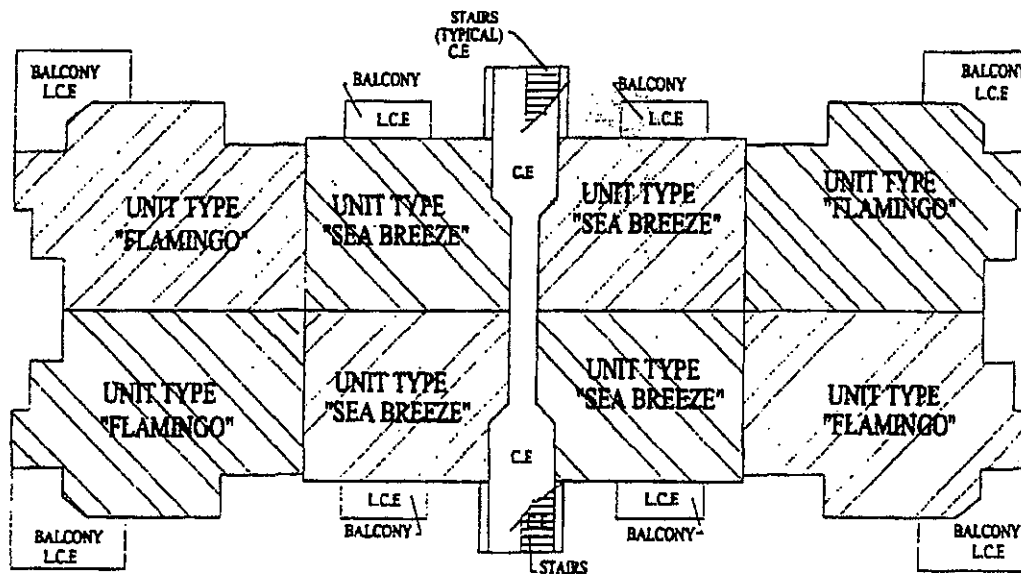 STAIRS
(TYPICAL)
C.E
BALCONY
L.C.E
BALCONY
L.C.E
BALCONY
L.C.E
BALCONY
L.C.E
C.E
UNIT TYPE
"FLAMINGO"
UNIT TYPE
"SEA BREEZE"
UNIT TYPE
"SEA BREEZE"
UNIT TYPE
"FLAMINGO"
UNIT TYPE
"FLAMINGO"
UNIT TYPE
"SEA BREEZE"
UNIT TYPE
"SEA BREEZE"
UNIT TYPE
"FLAMINGO"
C.E
L.C.E
BALCONY
L.C.E
BALCONY
BALCONY
L.C.E
BALCONY
L.C.E
STAIRS